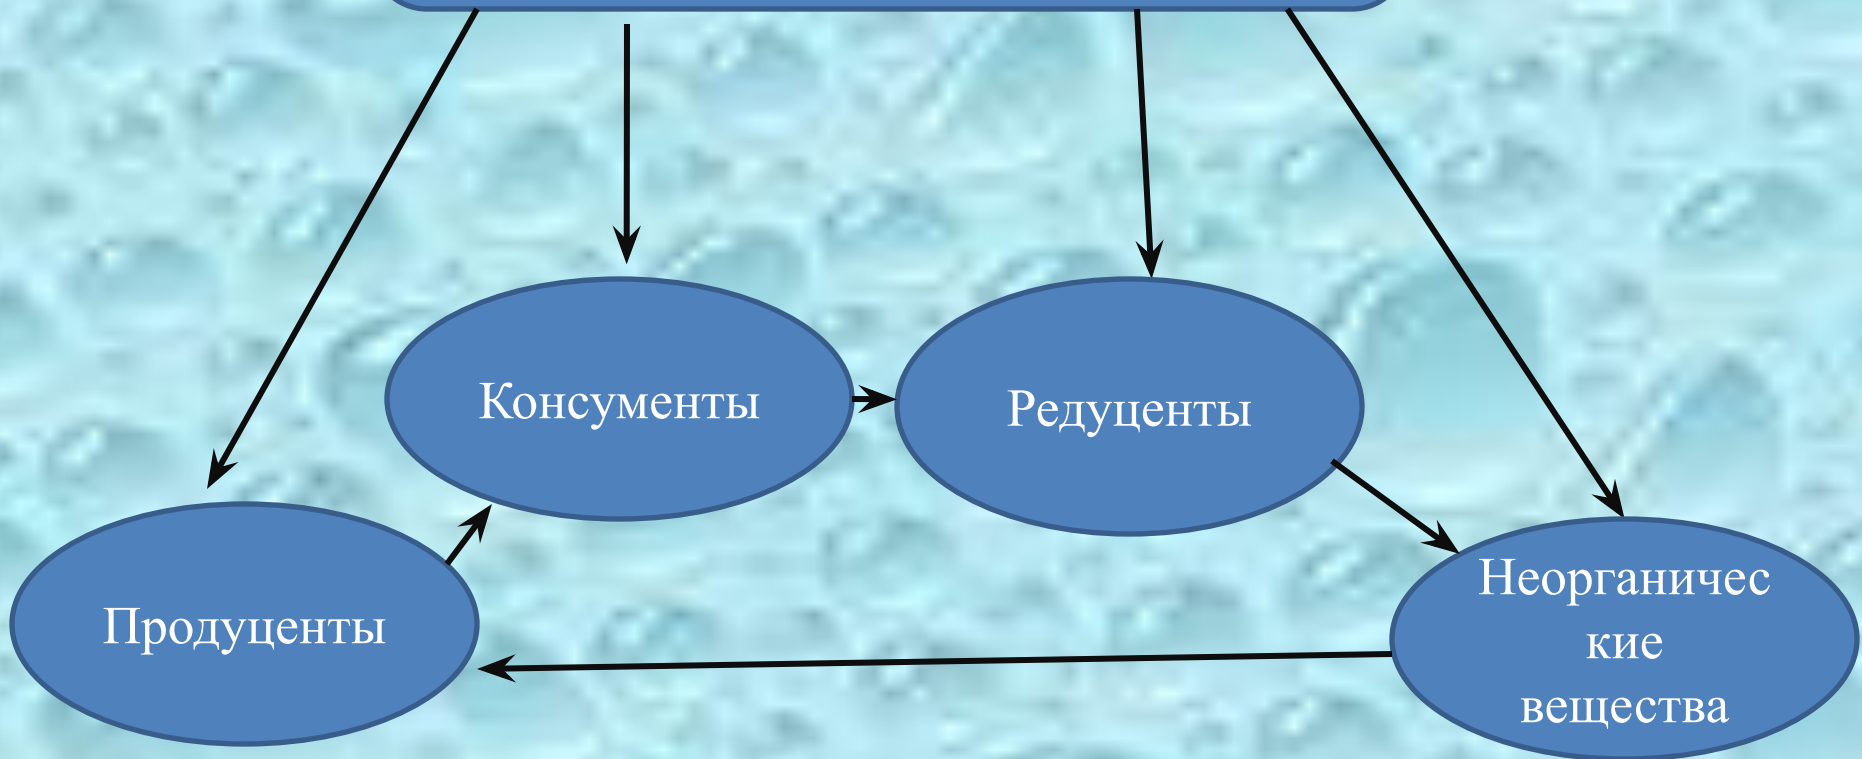 Консументы
Редуценты
Продуценты
Неорганичес
кие
вещества